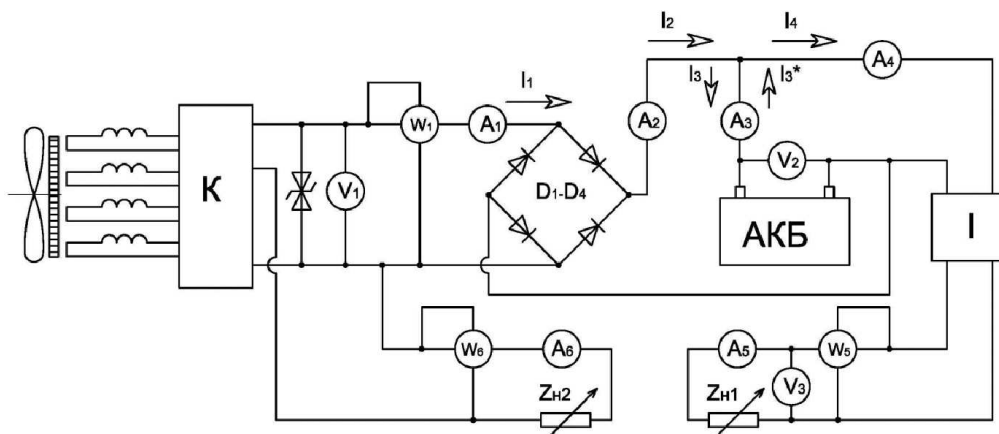 I₂
I₄
I₁
I₃
I₃*
A₄
К
W₁
A₁
A₂
A₃
V₁
D₁-D₄
V₂
АКБ
I
W₆
A₆
A₅
W₅
V₃
Zн2
Zн1